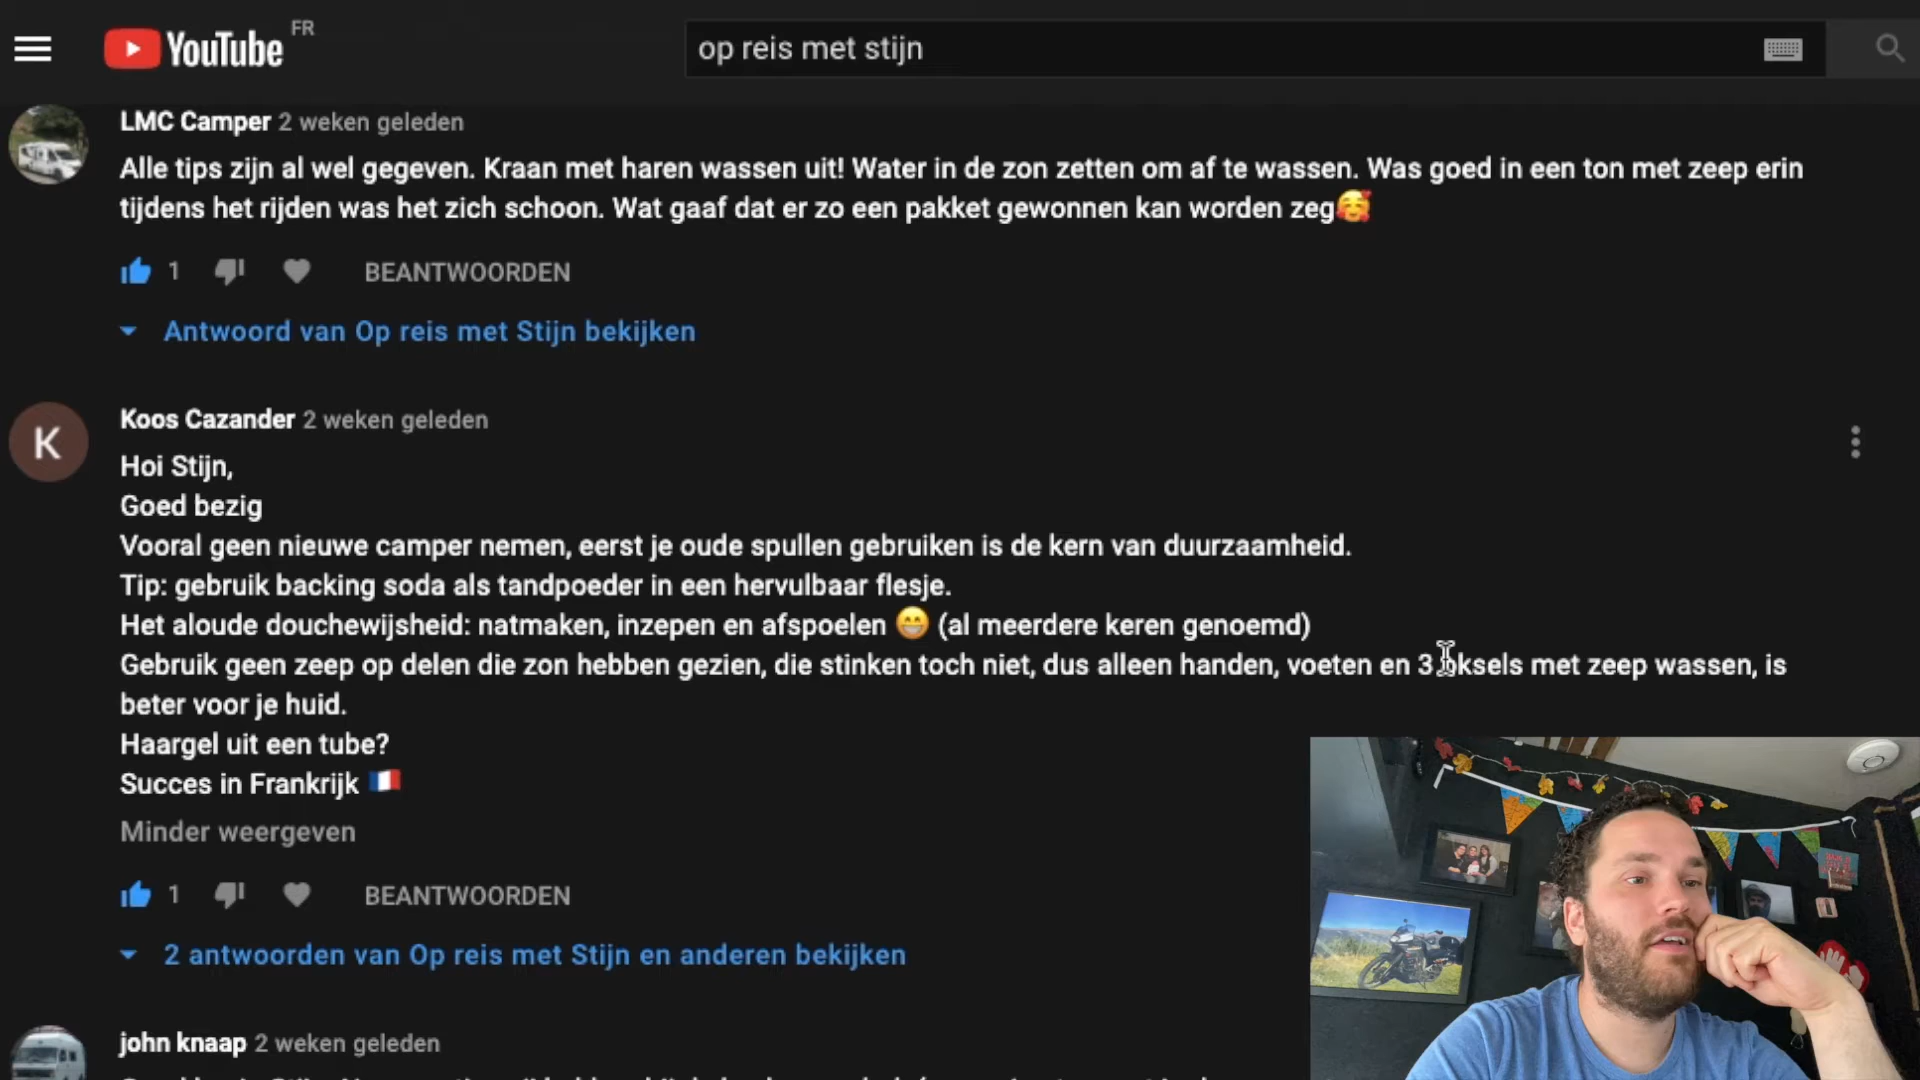 YouTube FR
op reis met stijn
LMC Camper 2 weken geleden
Alle tips zijn al wel gegeven. Kraan met haren wassen uit! Water in de zon zetten om af te wassen. Was goed in een ton met zeep erin
tijdens het rijden was het zich schoon. Wat gaaf dat er zo een pakket gewonnen kan worden zeg🥰
1 BEANTWOORDEN
Antwoord van Op reis met Stijn bekijken
K
Koos Cazander 2 weken geleden
Hoi Stijn,
Goed bezig
Vooral geen nieuwe camper nemen, eerst je oude spullen gebruiken is de kern van duurzaamheid.
Tip: gebruik backing soda als tandpoeder in een hervulbaar flesje.
Het aloude douchewijsheid: natmaken, inzepen en afspoelen 😁 (al meerdere keren genoemd)
Gebruik geen zeep op delen die zon hebben gezien, die stinken toch niet, dus alleen handen, voeten en 3 oksels met zeep wassen, is
beter voor je huid.
Haargel uit een tube?
Succes in Frankrijk 🇫🇷
Minder weergeven
1 BEANTWOORDEN
2 antwoorden van Op reis met Stijn en anderen bekijken
john knaap 2 weken geleden